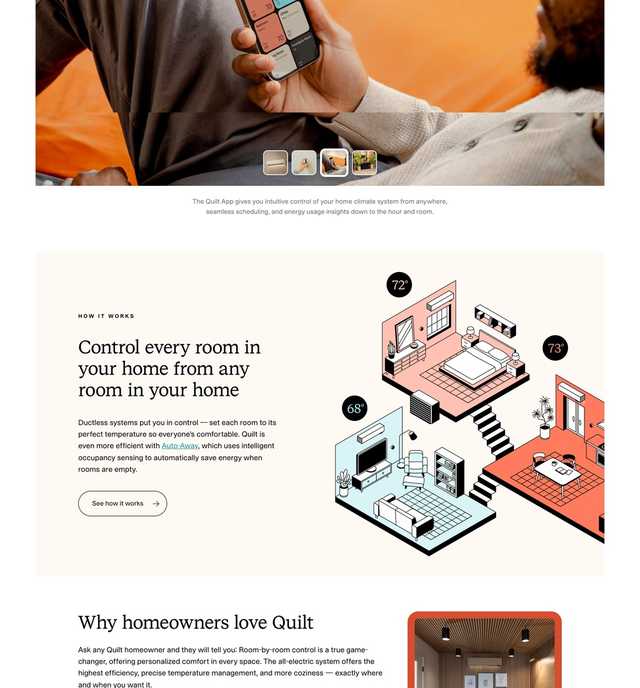 The Quilt App gives you intuitive control of your home climate system from anywhere,
seamless scheduling, and energy usage insights down to the hour and room.
72°
HOW IT WORKS
73°
Control every room in
your home from any
room in your home
68°
Ductless systems put you in control — set each room to its
perfect temperature so everyone's comfortable. Quilt is
even more efficient with Auto-Away, which uses intelligent
occupancy sensing to automatically save energy when
rooms are empty.
See how it works →
Why homeowners love Quilt
Ask any Quilt homeowner and they will tell you: Room-by-room control is a true game-
changer, offering personalized comfort in every space. The all-electric system offers the
highest efficiency, precise temperature management, and more coziness — exactly where
and when you want it.